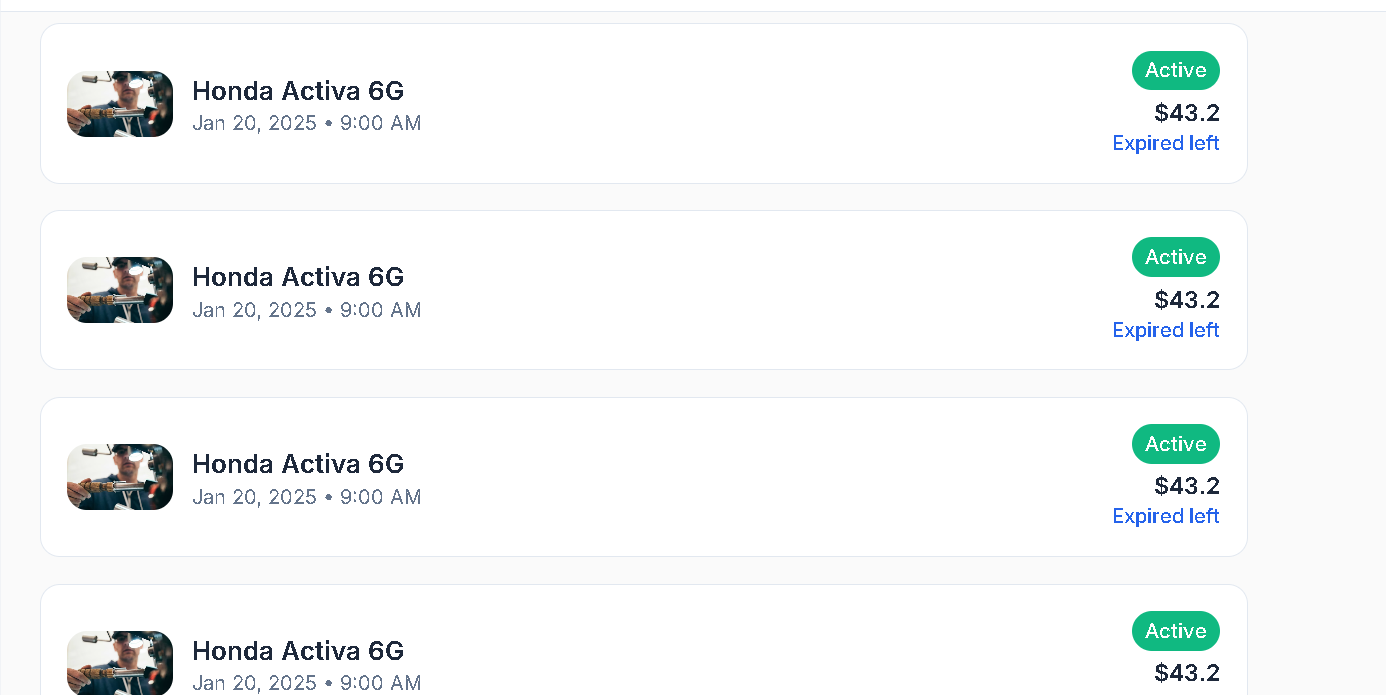 Honda Activa 6G
Jan 20, 2025 • 9:00 AM
Active
$43.2
Expired left
Honda Activa 6G
Jan 20, 2025 • 9:00 AM
Active
$43.2
Expired left
Honda Activa 6G
Jan 20, 2025 • 9:00 AM
Active
$43.2
Expired left
Honda Activa 6G
Jan 20, 2025 • 9:00 AM
Active
$43.2